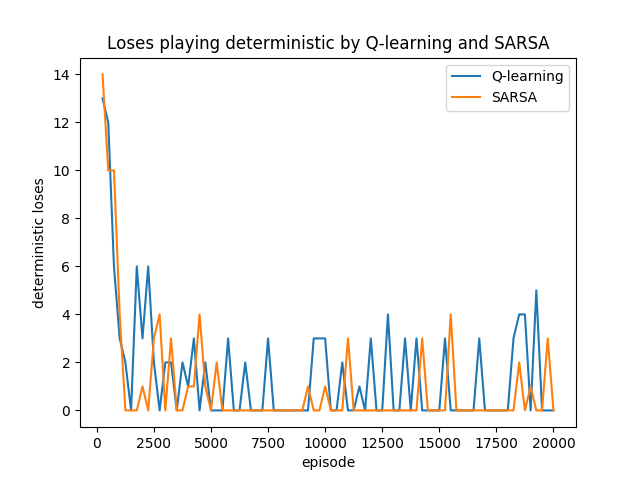 Loses playing deterministic by Q-learning and SARSA
Q-learning
SARSA
deterministic loses
14
12
10
8
6
4
2
0
0 2500 5000 7500 10000 12500 15000 17500 20000
episode